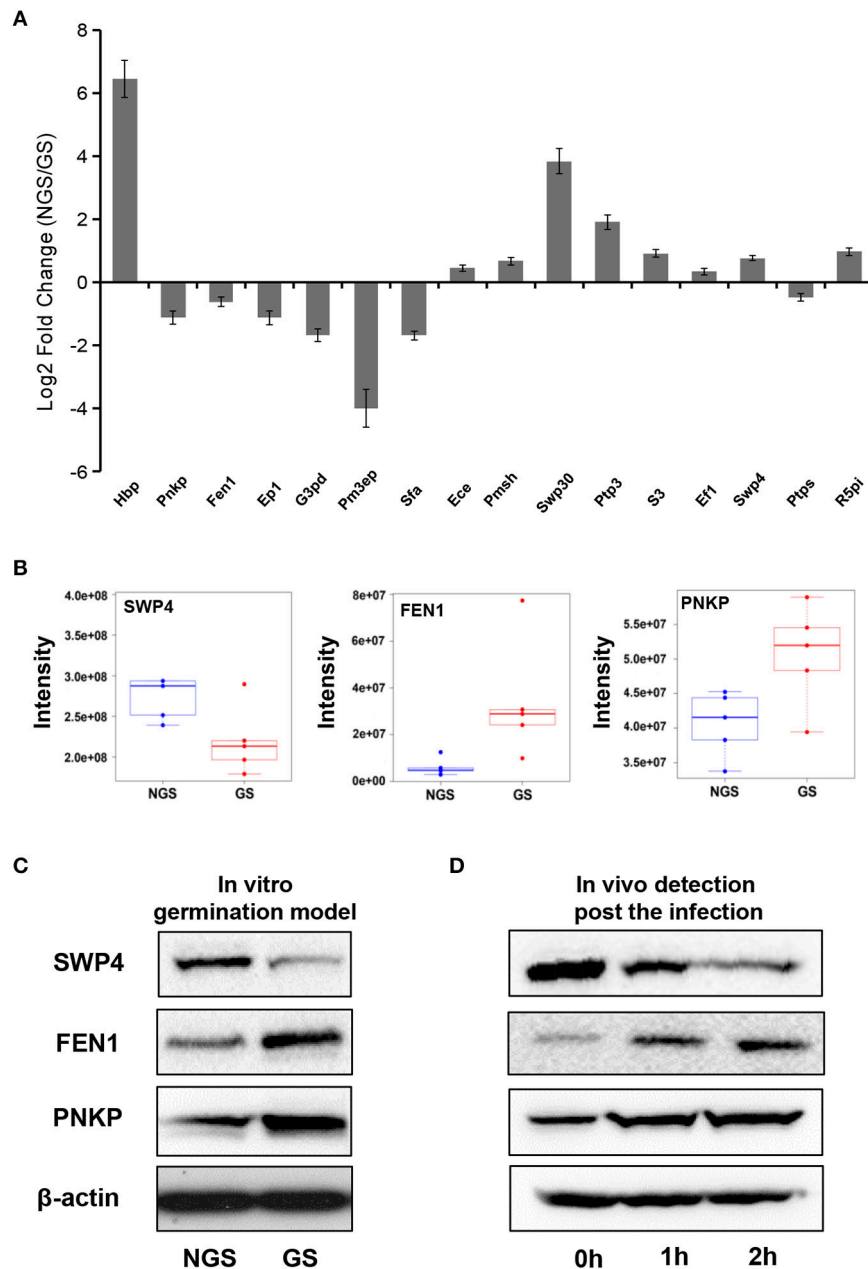 A
Log2 Fold Change (NGS/GS)
8
6
4
2
0
-2
-4
-6
Hbp Pnkp Fen1 Ep1 G3pd Pm3ep Sfa Ece Pmsh Swp30 Ptp3 S3 Ef1 Swp4 Ptps R5pi
B
SWP4
Intensity
4.0e+08
3.5e+08
3.0e+08
2.5e+08
2.0e+08
NGS GS
FEN1
Intensity
8e+07
6e+07
4e+07
2e+07
0e+00
NGS GS
PNKP
Intensity
5.5e+07
5.0e+07
4.5e+07
4.0e+07
3.5e+07
NGS GS
C
In vitro
germination model
SWP4
FEN1
PNKP
β-actin
NGS GS
D
In vivo detection
post the infection
0h 1h 2h